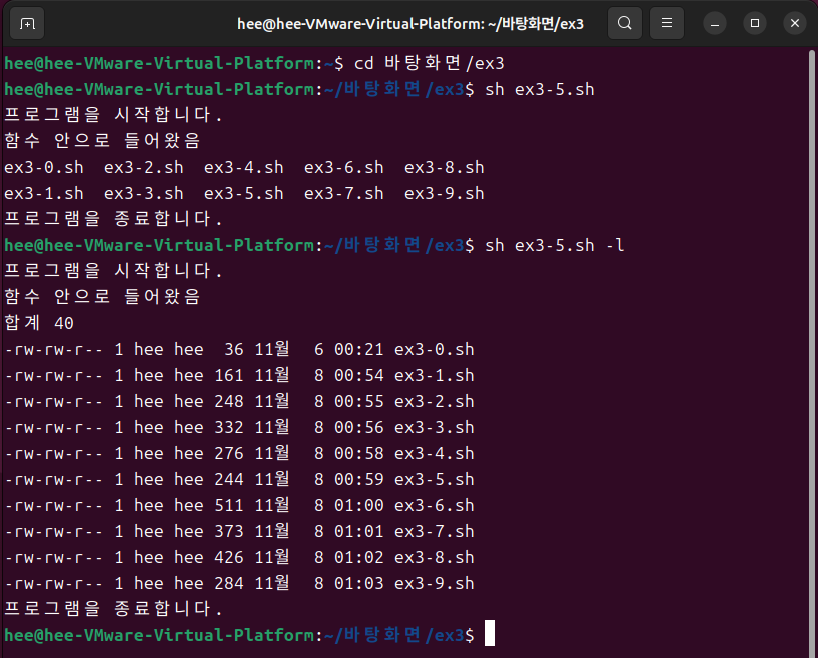 hee@hee-VMware-Virtual-Platform: ~/바탕화면/ex3
hee@hee-VMware-Virtual-Platform:~$ cd 바탕화면/ex3
hee@hee-VMware-Virtual-Platform:~/바탕화면/ex3$ sh ex3-5.sh
프로그램을 시작합니다.
함수 안으로 들어왔음
ex3-0.sh  ex3-2.sh  ex3-4.sh  ex3-6.sh  ex3-8.sh
ex3-1.sh  ex3-3.sh  ex3-5.sh  ex3-7.sh  ex3-9.sh
프로그램을 종료합니다.
hee@hee-VMware-Virtual-Platform:~/바탕화면/ex3$ sh ex3-5.sh -l
프로그램을 시작합니다.
함수 안으로 들어왔음
합계 40
-rw-rw-r-- 1 hee hee  36 11월  6 00:21 ex3-0.sh
-rw-rw-r-- 1 hee hee 161 11월  8 00:54 ex3-1.sh
-rw-rw-r-- 1 hee hee 248 11월  8 00:55 ex3-2.sh
-rw-rw-r-- 1 hee hee 332 11월  8 00:56 ex3-3.sh
-rw-rw-r-- 1 hee hee 276 11월  8 00:58 ex3-4.sh
-rw-rw-r-- 1 hee hee 244 11월  8 00:59 ex3-5.sh
-rw-rw-r-- 1 hee hee 511 11월  8 01:00 ex3-6.sh
-rw-rw-r-- 1 hee hee 373 11월  8 01:01 ex3-7.sh
-rw-rw-r-- 1 hee hee 426 11월  8 01:02 ex3-8.sh
-rw-rw-r-- 1 hee hee 284 11월  8 01:03 ex3-9.sh
프로그램을 종료합니다.
hee@hee-VMware-Virtual-Platform:~/바탕화면/ex3$